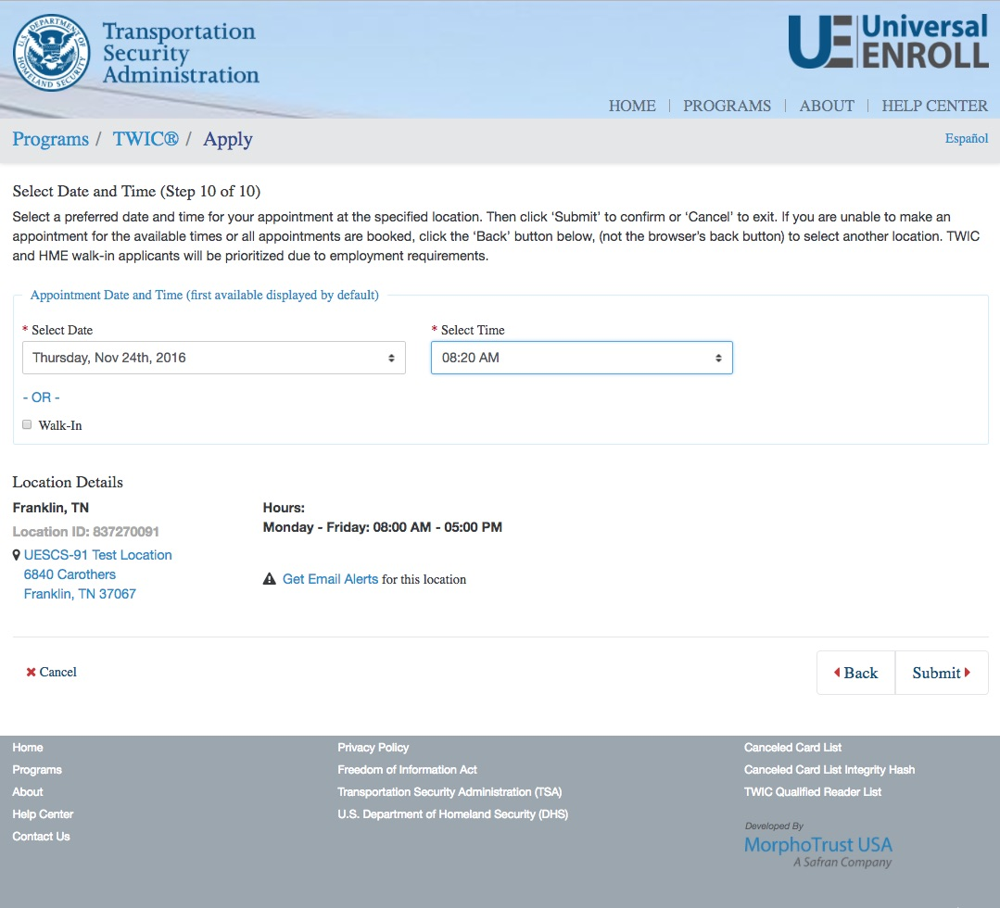 U.S. DEPARTMENT OF
HOMELAND SECURITY
Transportation
Security
Administration
UE Universal
ENROLL
HOME | PROGRAMS | ABOUT | HELP CENTER
Programs / TWIC® / Apply
Español
Select Date and Time (Step 10 of 10)
Select a preferred date and time for your appointment at the specified location. Then click ‘Submit’ to confirm or ‘Cancel’ to exit. If you are unable to make an
appointment for the available times or all appointments are booked, click the ‘Back’ button below, (not the browser’s back button) to select another location. TWIC
and HME walk-in applicants will be prioritized due to employment requirements.
Appointment Date and Time (first available displayed by default)
* Select Date
Thursday, Nov 24th, 2016
* Select Time
08:20 AM
- OR -
Walk-In
Location Details
Franklin, TN
Location ID: 837270091
UESCS-91 Test Location
6840 Carothers
Franklin, TN 37067
Hours:
Monday - Friday: 08:00 AM - 05:00 PM
Get Email Alerts for this location
Cancel
Back
Submit
Home
Programs
About
Help Center
Contact Us
Privacy Policy
Freedom of Information Act
Transportation Security Administration (TSA)
U.S. Department of Homeland Security (DHS)
Canceled Card List
Canceled Card List Integrity Hash
TWIC Qualified Reader List
Developed By
MorphoTrust USA
A Safran Company